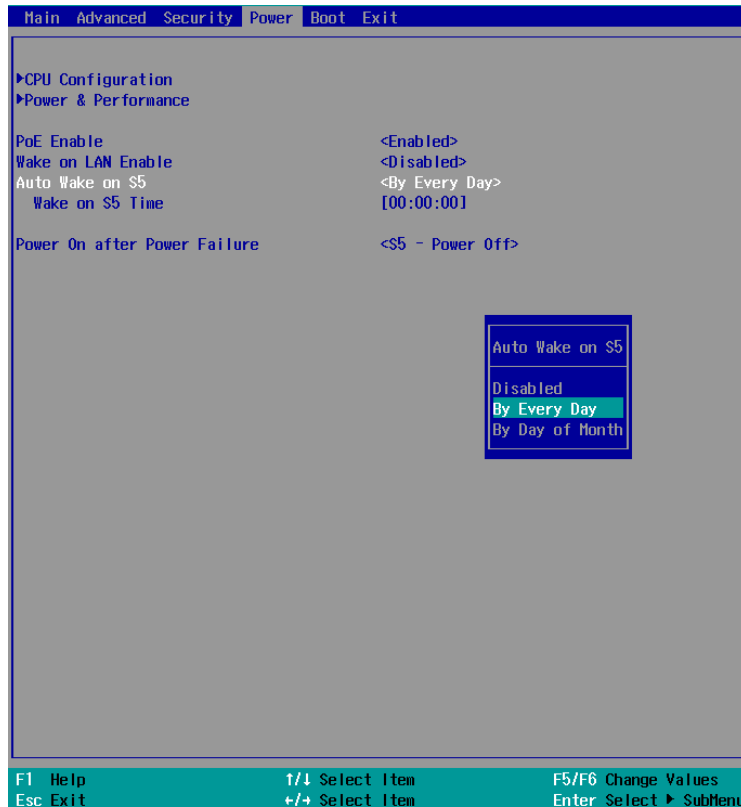 Main Advanced Security Power Boot Exit
▶CPU Configuration
▶Power & Performance
PoE Enable <Enabled>
Wake on LAN Enable <Disabled>
Auto Wake on S5 <By Every Day>
Wake on S5 Time [00:00:00]
Power On after Power Failure <S5 - Power Off>
Auto Wake on S5
Disabled
By Every Day
By Day of Month
F1 Help ↑/↓ Select Item F5/F6 Change Values
Esc Exit ←/→ Select Item Enter Select ▶ SubMenu